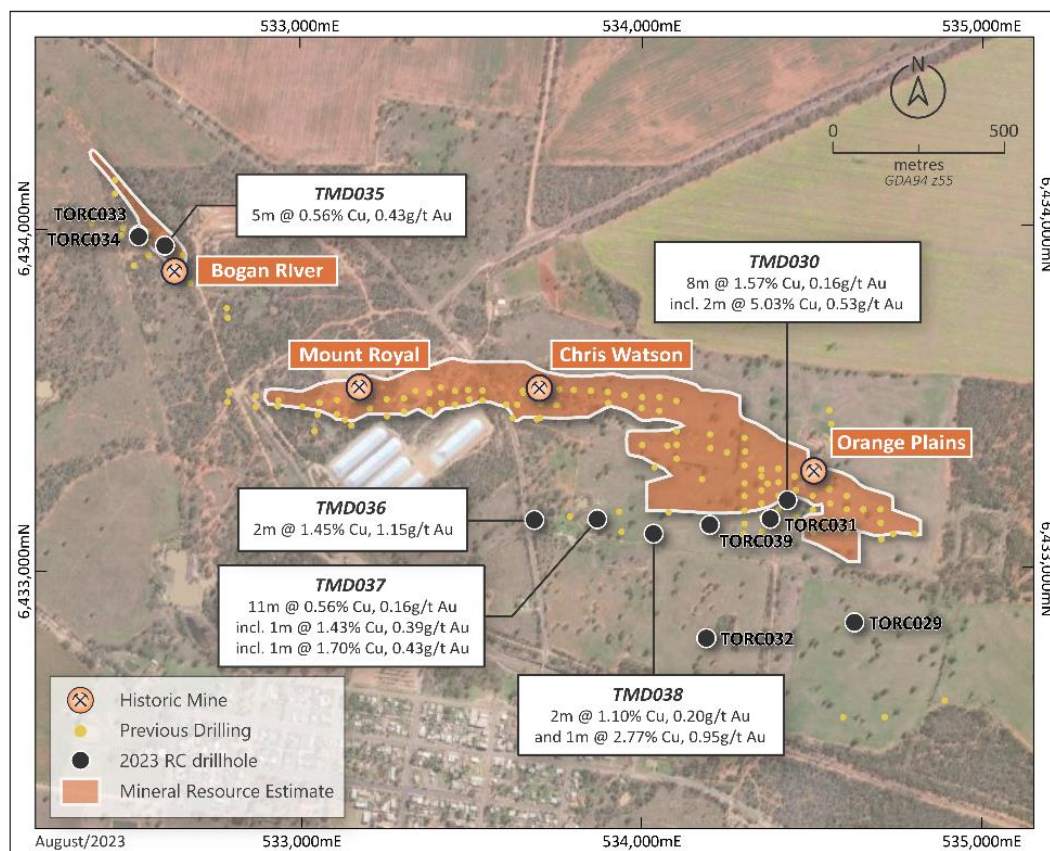 533,000mE
534,000mE
535,000mE
N
0
500
metres
GDA94 z55
6,434,000mN
6,434,000mN
TMD035
5m @ 0.56% Cu, 0.43g/t Au
TORC033
TORC034
Bogan RIver
TMD030
8m @ 1.57% Cu, 0.16g/t Au
incl. 2m @ 5.03% Cu, 0.53g/t Au
Mount Royal
Chris Watson
Orange Plains
TMD036
2m @ 1.45% Cu, 1.15g/t Au
TORC031
TORC039
6,433,000mN
6,433,000mN
TMD037
11m @ 0.56% Cu, 0.16g/t Au
incl. 1m @ 1.43% Cu, 0.39g/t Au
incl. 1m @ 1.70% Cu, 0.43g/t Au
TORC029
TORC032
TMD038
2m @ 1.10% Cu, 0.20g/t Au
and 1m @ 2.77% Cu, 0.95g/t Au
Historic Mine
Previous Drilling
2023 RC drillhole
Mineral Resource Estimate
August/2023
533,000mE
534,000mE
535,000mE